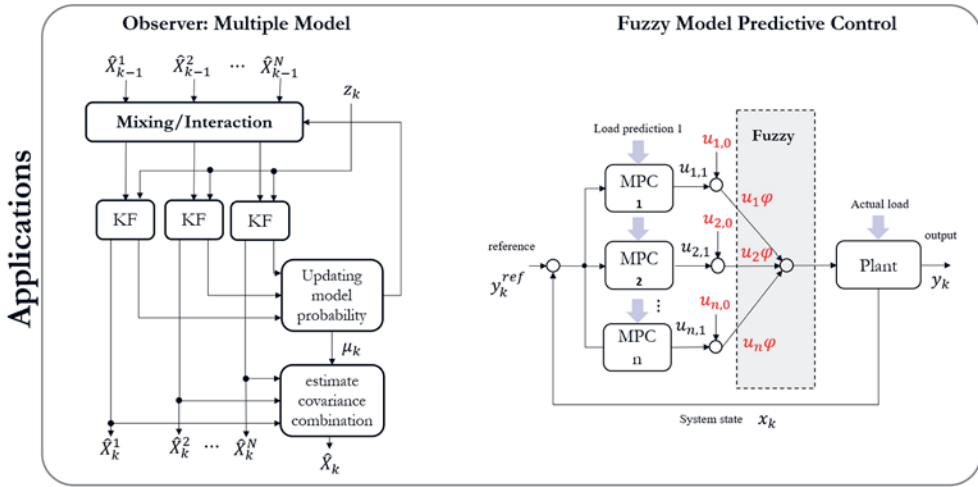 Applications
Observer: Multiple Model
X̂¹ₖ₋₁ X̂²ₖ₋₁ ⋯ X̂ᴺₖ₋₁
zₖ
Mixing/Interaction
KF KF KF
Updating
model
probability
μₖ
estimate
covariance
combination
X̂¹ₖ X̂²ₖ ⋯ X̂ᴺₖ
X̂ₖ
Fuzzy Model Predictive Control
Load prediction 1
Fuzzy
MPC
1
u₁,₁
u₁,₀
u₁φ
Actual load
reference
yₖʳᵉᶠ
MPC
2
u₂,₁
u₂,₀
u₂φ
Plant
output
yₖ
⋮
MPC
n
uₙ,₁
uₙ,₀
uₙφ
System state xₖ